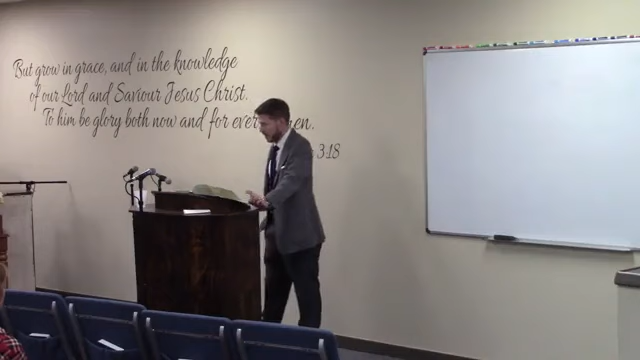 But grow in grace, and in the knowledge
of our Lord and Saviour Jesus Christ.
To him be glory both now and for ever. en.
3:18